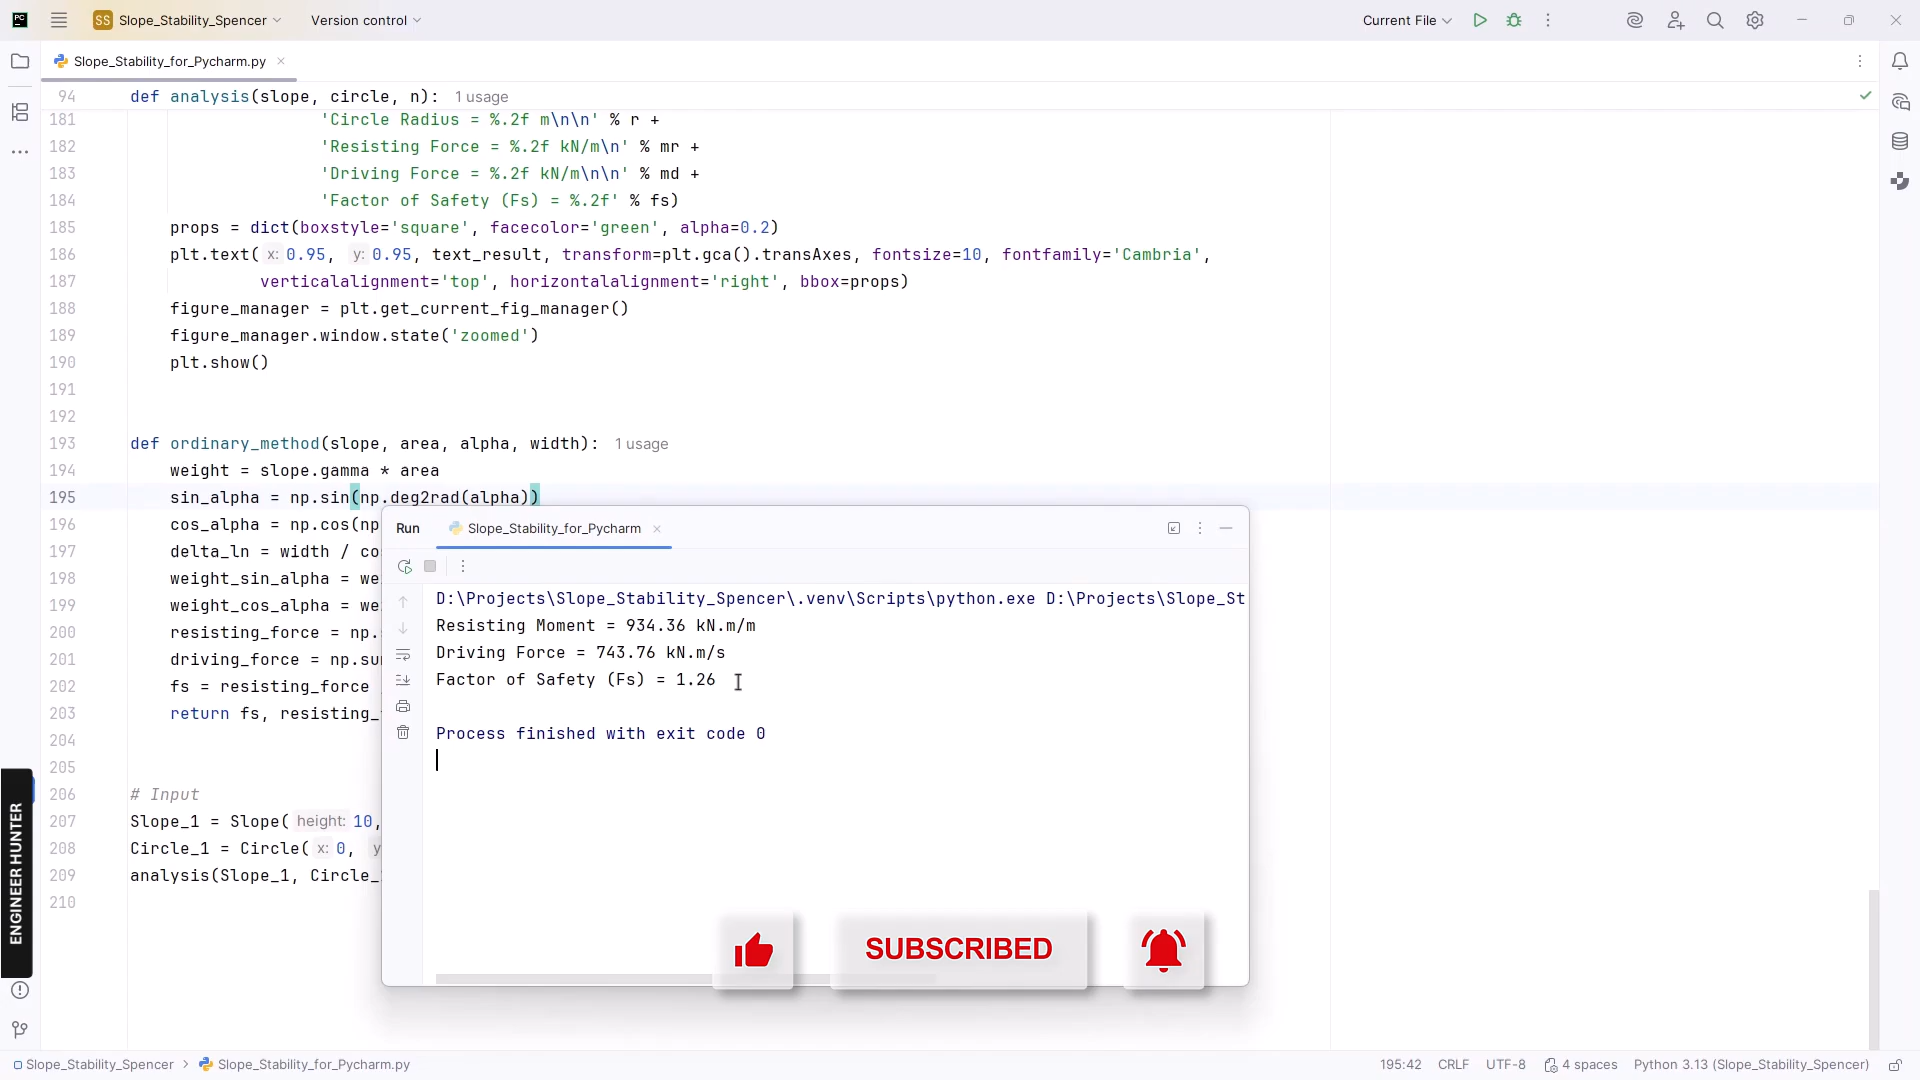 PC
SS Slope_Stability_Spencer
Version control
Current File
Slope_Stability_for_Pycharm.py
94 def analysis(slope, circle, n): 1 usage
181 'Circle Radius = %.2f m\n\n' % r +
182 'Resisting Force = %.2f kN/m\n' % mr +
183 'Driving Force = %.2f kN/m\n\n' % md +
184 'Factor of Safety (Fs) = %.2f' % fs)
185 props = dict(boxstyle='square', facecolor='green', alpha=0.2)
186 plt.text( x: 0.95, y: 0.95, text_result, transform=plt.gca().transAxes, fontsize=10, fontfamily='Cambria',
187 verticalalignment='top', horizontalalignment='right', bbox=props)
188 figure_manager = plt.get_current_fig_manager()
189 figure_manager.window.state('zoomed')
190 plt.show()
191
192
193 def ordinary_method(slope, area, alpha, width): 1 usage
194 weight = slope.gamma * area
195 sin_alpha = np.sin(np.deg2rad(alpha))
196 cos_alpha = np.cos(np
197 delta_ln = width / co
198 weight_sin_alpha = we
199 weight_cos_alpha = we
200 resisting_force = np.
201 driving_force = np.su
202 fs = resisting_force
203 return fs, resisting_
204
205
206 # Input
207 Slope_1 = Slope( height: 10,
208 Circle_1 = Circle( x: 0, y
209 analysis(Slope_1, Circle_
210
Run Slope_Stability_for_Pycharm
D:\Projects\Slope_Stability_Spencer\.venv\Scripts\python.exe D:\Projects\Slope_St
Resisting Moment = 934.36 kN.m/m
Driving Force = 743.76 kN.m/s
Factor of Safety (Fs) = 1.26
Process finished with exit code 0
SUBSCRIBED
ENGINEER HUNTER
Slope_Stability_Spencer > Slope_Stability_for_Pycharm.py
195:42 CRLF UTF-8 4 spaces Python 3.13 (Slope_Stability_Spencer)